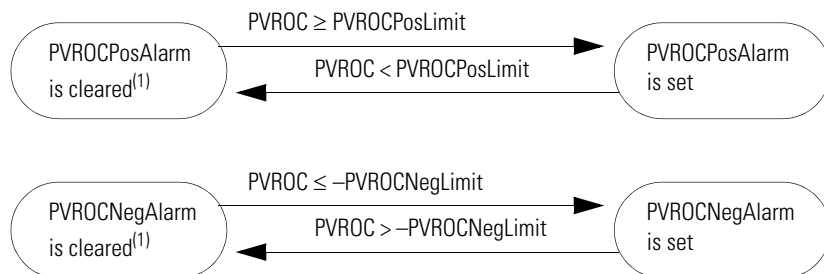 PVROC ≥ PVROCPosLimit
PVROCPosAlarm
is cleared(1)
PVROC < PVROCPosLimit
PVROCPosAlarm
is set
PVROC ≤ –PVROCNegLimit
PVROCNegAlarm
is cleared(1)
PVROC > –PVROCNegLimit
PVROCNegAlarm
is set